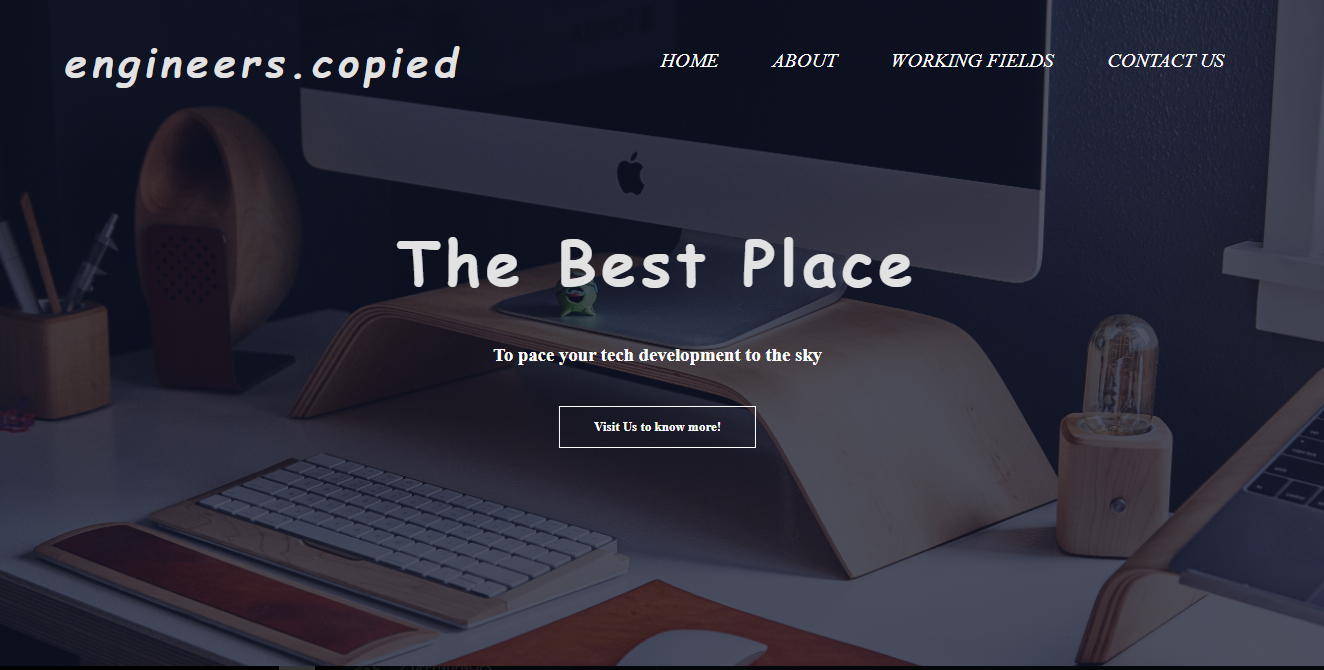 engineers.copied
HOME ABOUT WORKING FIELDS CONTACT US
The Best Place
To pace your tech development to the sky
Visit Us to know more!